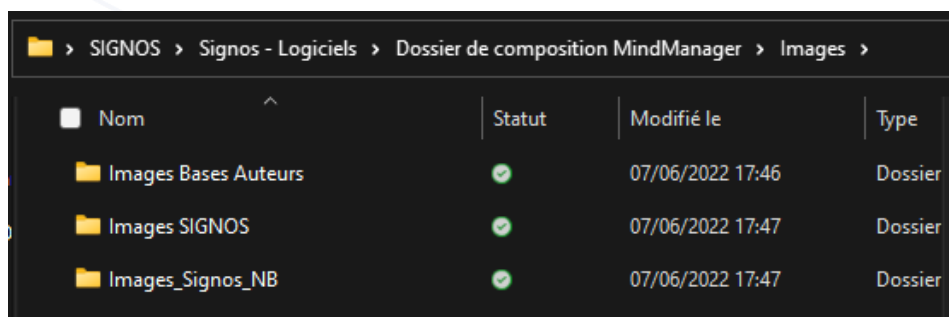 > SIGNOS > Signos - Logiciels > Dossier de composition MindManager > Images >
Nom Statut Modifié le Type
Images Bases Auteurs 07/06/2022 17:46 Dossier
Images SIGNOS 07/06/2022 17:47 Dossier
Images_Signos_NB 07/06/2022 17:47 Dossier